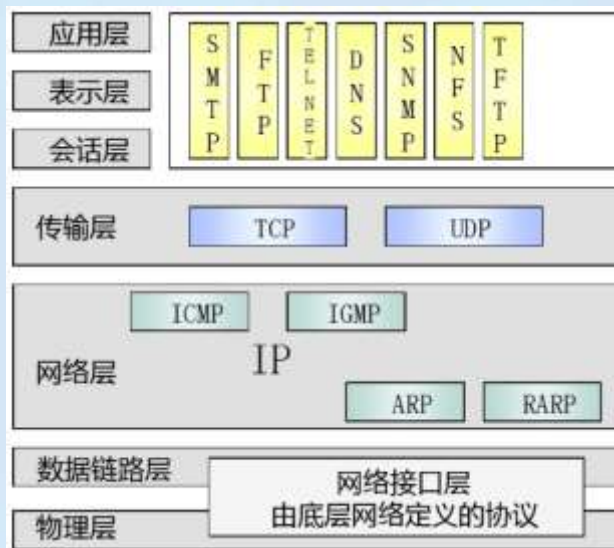 应用层
表示层
会话层
SMTP
FTP
TELNET
DNS
SNMP
NFS
TFTP
传输层
TCP
UDP
ICMP
IGMP
IP
网络层
ARP
RARP
数据链路层
网络接口层
由底层网络定义的协议
物理层